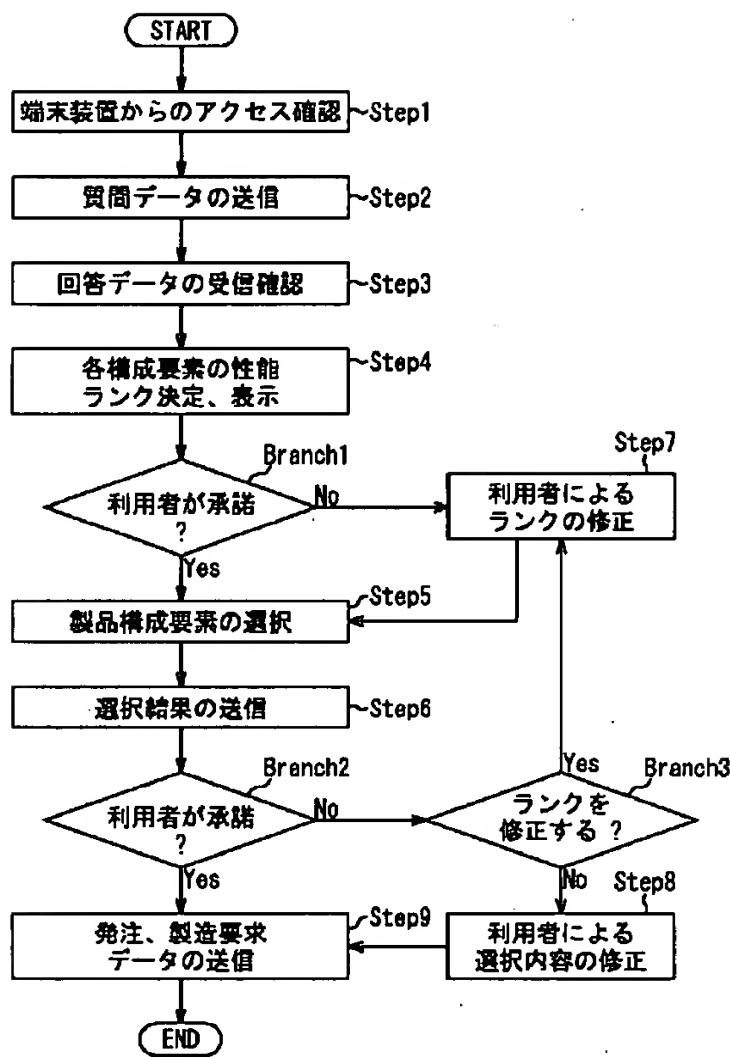 START
端末装置からのアクセス確認
Step1
質問データの送信
Step2
回答データの受信確認
Step3
各構成要素の性能
ランク決定、表示
Step4
Branch1
利用者が承諾
?
No
Yes
Step7
利用者による
ランクの修正
製品構成要素の選択
Step5
選択結果の送信
Step6
Branch2
利用者が承諾
?
No
Yes
Branch3
ランクを
修正する?
Yes
No
Step8
利用者による
選択内容の修正
発注、製造要求
データの送信
Step9
END